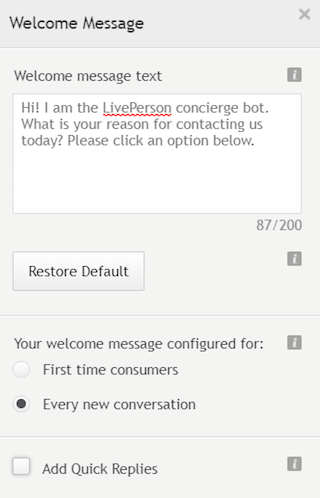 Welcome Message
Welcome message text
Hi! I am the LivePerson concierge bot.
What is your reason for contacting us
today? Please click an option below.
87/200
Restore Default
Your welcome message configured for:
First time consumers
Every new conversation
Add Quick Replies